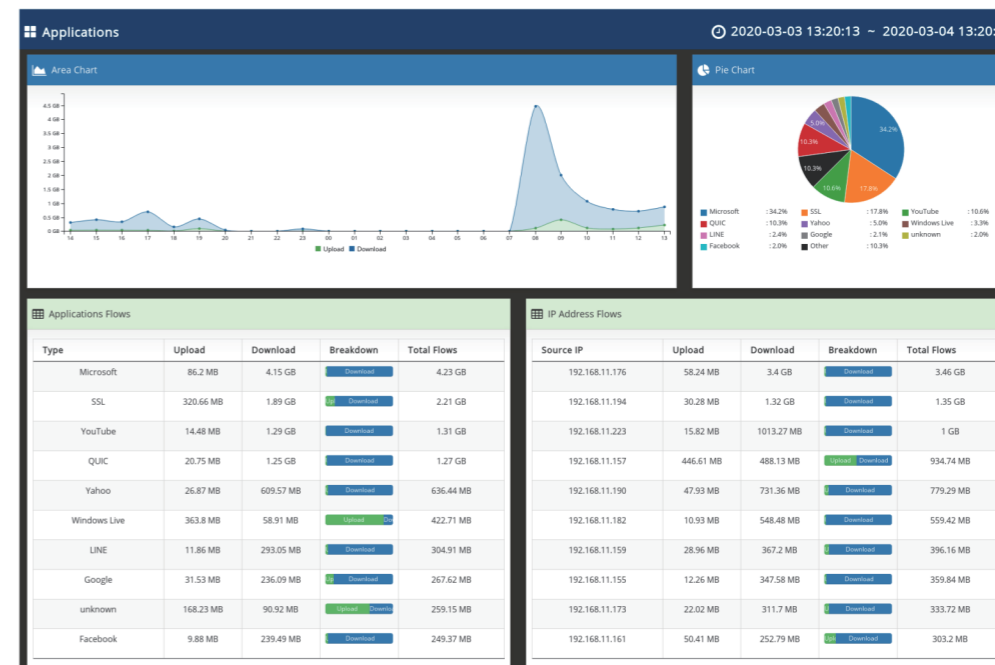 Applications
2020-03-03 13:20:13 ~ 2020-03-04 13:20:
Area Chart
Pie Chart
4.5 GB
4 GB
3.5 GB
3 GB
2.5 GB
2 GB
1.5 GB
1 GB
0.5 GB
0 GB
14 15 16 17 18 19 20 21 22 23 00 01 02 03 04 05 06 07 08 09 10 11 12 13
Upload Download
34.2%
17.8%
10.6%
10.3%
10.3%
5.0%
Microsoft : 34.2% SSL : 17.8% YouTube : 10.6%
QUIC : 10.3% Yahoo : 5.0% Windows Live : 3.3%
LINE : 2.4% Google : 2.1% unknown : 2.0%
Facebook : 2.0% Other : 10.3%
Applications Flows
Type Upload Download Breakdown Total Flows
Microsoft 86.2 MB 4.15 GB Download 4.23 GB
SSL 320.66 MB 1.89 GB Upl Download 2.21 GB
YouTube 14.48 MB 1.29 GB Download 1.31 GB
QUIC 20.75 MB 1.25 GB Download 1.27 GB
Yahoo 26.87 MB 609.57 MB Download 636.44 MB
Windows Live 363.8 MB 58.91 MB Upload Do 422.71 MB
LINE 11.86 MB 293.05 MB Download 304.91 MB
Google 31.53 MB 236.09 MB Up Download 267.62 MB
unknown 168.23 MB 90.92 MB Upload Downlo 259.15 MB
Facebook 9.88 MB 239.49 MB Download 249.37 MB
IP Address Flows
Source IP Upload Download Breakdown Total Flows
192.168.11.176 58.24 MB 3.4 GB Download 3.46 GB
192.168.11.194 30.28 MB 1.32 GB Download 1.35 GB
192.168.11.223 15.82 MB 1013.27 MB Download 1 GB
192.168.11.157 446.61 MB 488.13 MB Upload Download 934.74 MB
192.168.11.190 47.93 MB 731.36 MB U Download 779.29 MB
192.168.11.182 10.93 MB 548.48 MB Download 559.42 MB
192.168.11.159 28.96 MB 367.2 MB U Download 396.16 MB
192.168.11.155 12.26 MB 347.58 MB Download 359.84 MB
192.168.11.173 22.02 MB 311.7 MB U Download 333.72 MB
192.168.11.161 50.41 MB 252.79 MB Upl Download 303.2 MB